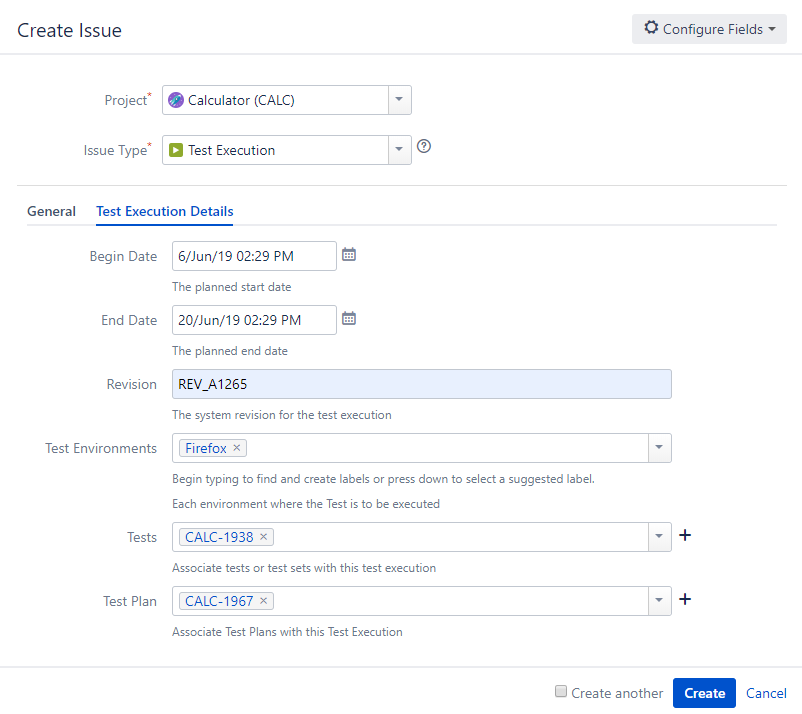 Create Issue
Configure Fields
Project*
Calculator (CALC)
Issue Type*
Test Execution
General
Test Execution Details
Begin Date
6/Jun/19 02:29 PM
The planned start date
End Date
20/Jun/19 02:29 PM
The planned end date
Revision
REV_A1265
The system revision for the test execution
Test Environments
Firefox
Begin typing to find and create labels or press down to select a suggested label.
Each environment where the Test is to be executed
Tests
CALC-1938
Associate tests or test sets with this test execution
Test Plan
CALC-1967
Associate Test Plans with this Test Execution
Create another
Create
Cancel